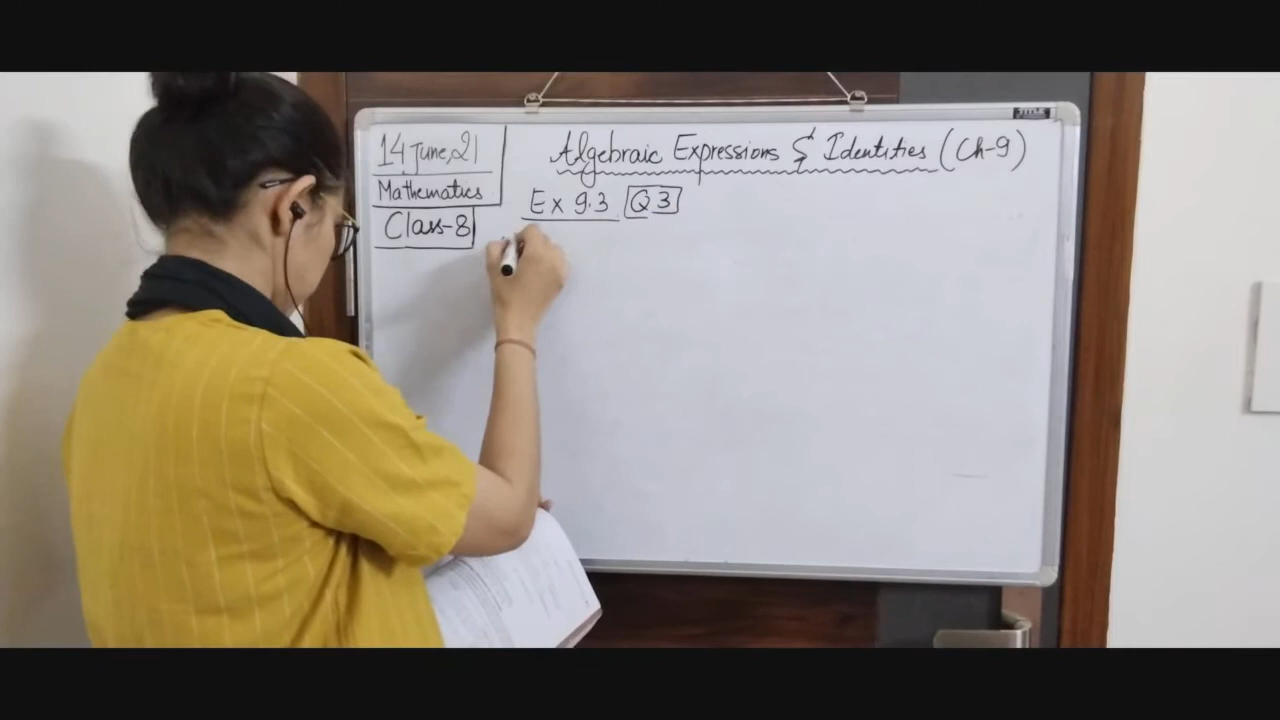 14 June, 21
Mathematics
Class-8
Algebraic Expressions & Identities (Ch-9)
Ex 9.3 Q3